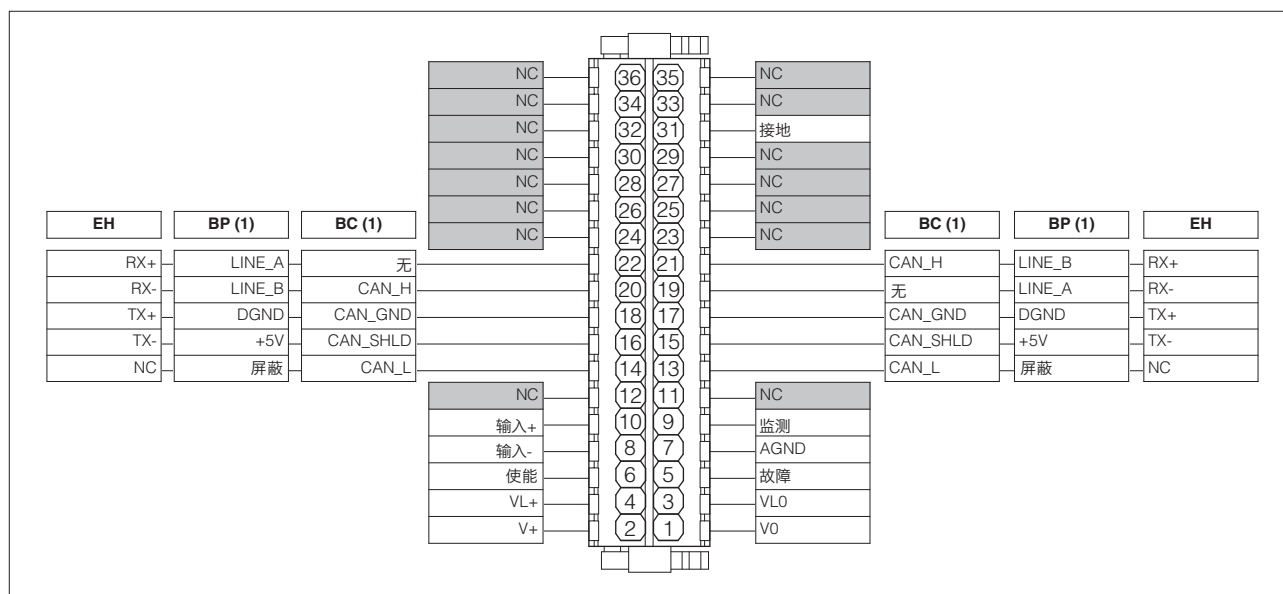 NC 36 35 NC
NC 34 33 NC
NC 32 31 接地
NC 30 29 NC
NC 28 27 NC
NC 26 25 NC
EH BP (1) BC (1) NC 24 23 NC BC (1) BP (1) EH
RX+ LINE_A 无 22 21 CAN_H LINE_B RX+
RX- LINE_B CAN_H 20 19 无 LINE_A RX-
TX+ DGND CAN_GND 18 17 CAN_GND DGND TX+
TX- +5V CAN_SHLD 16 15 CAN_SHLD +5V TX-
NC 屏蔽 CAN_L 14 13 CAN_L 屏蔽 NC
NC 12 11 NC
输入+ 10 9 监测
输入- 8 7 AGND
使能 6 5 故障
VL+ 4 3 VL0
V+ 2 1 V0